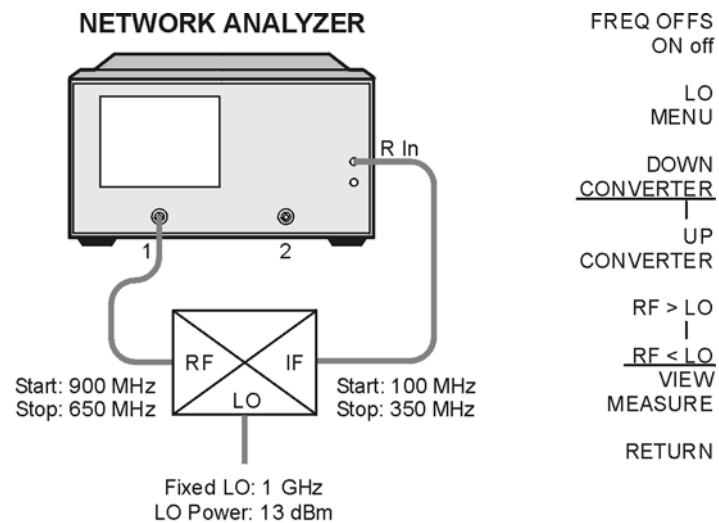 NETWORK ANALYZER
R In
1
2
RF
IF
LO
Start: 900 MHz
Stop: 650 MHz
Start: 100 MHz
Stop: 350 MHz
Fixed LO: 1 GHz
LO Power: 13 dBm
FREQ OFFS
ON off
LO
MENU
DOWN
CONVERTER
UP
CONVERTER
RF > LO
RF < LO
VIEW
MEASURE
RETURN